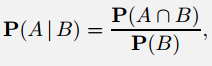 P(A | B) = P(A ∩ B) / P(B),